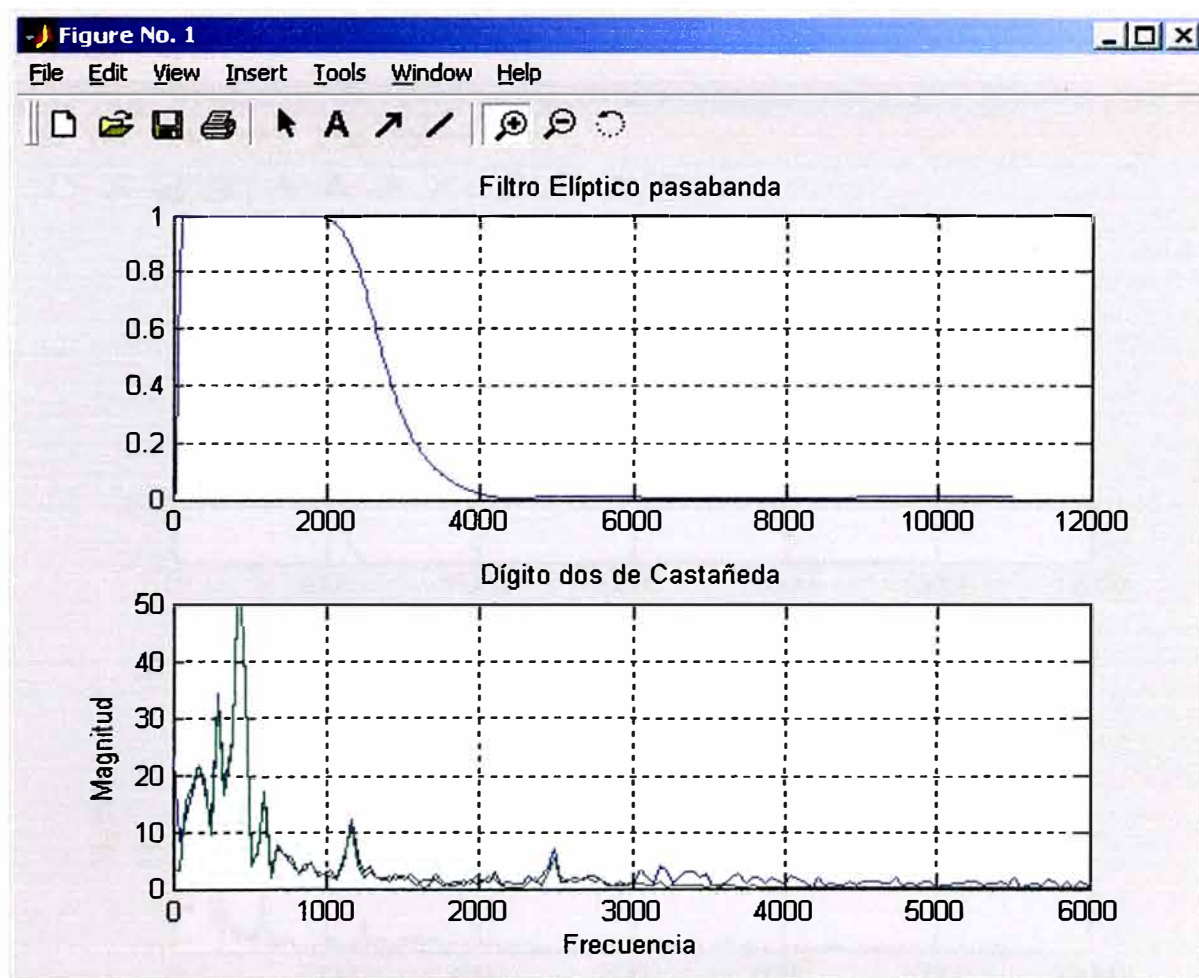 Figure No. 1
File Edit View Insert Tools Window Help
Filtro Elíptico pasabanda
1
0.8
0.6
0.4
0.2
0
0 2000 4000 6000 8000 10000 12000
Dígito dos de Castañeda
50
40
30
20
10
0
Magnitud
0 1000 2000 3000 4000 5000 6000
Frecuencia